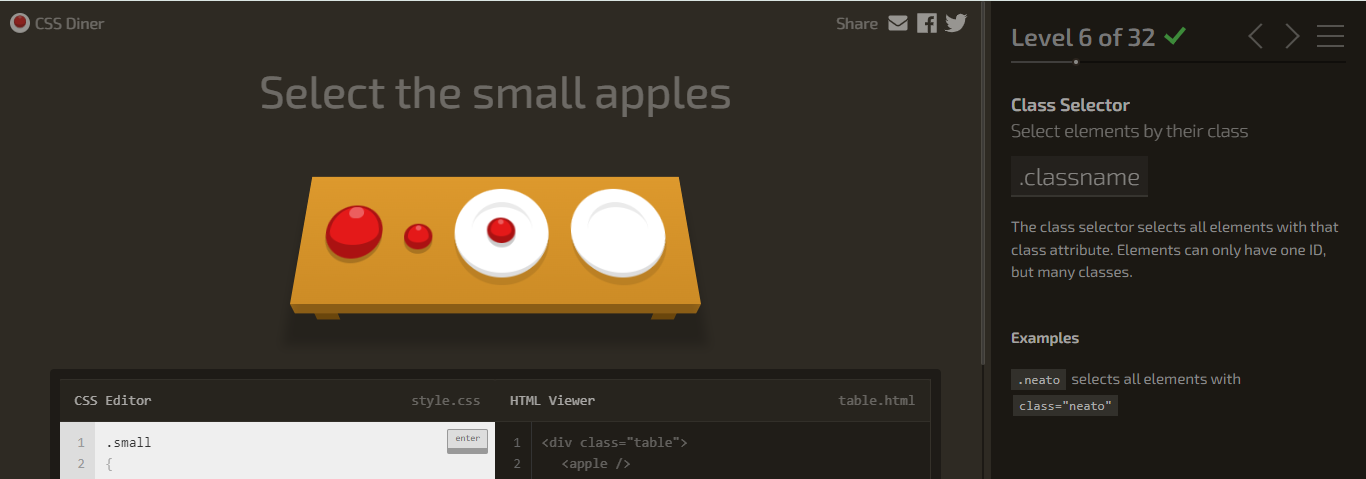 CSS Diner
Share
Select the small apples
CSS Editor
style.css
HTML Viewer
table.html
1 .small
2 {
enter
1 <div class="table">
2 <apple />
Level 6 of 32
Class Selector
Select elements by their class
.classname
The class selector selects all elements with that
class attribute. Elements can only have one ID,
but many classes.
Examples
.neato selects all elements with
class="neato"